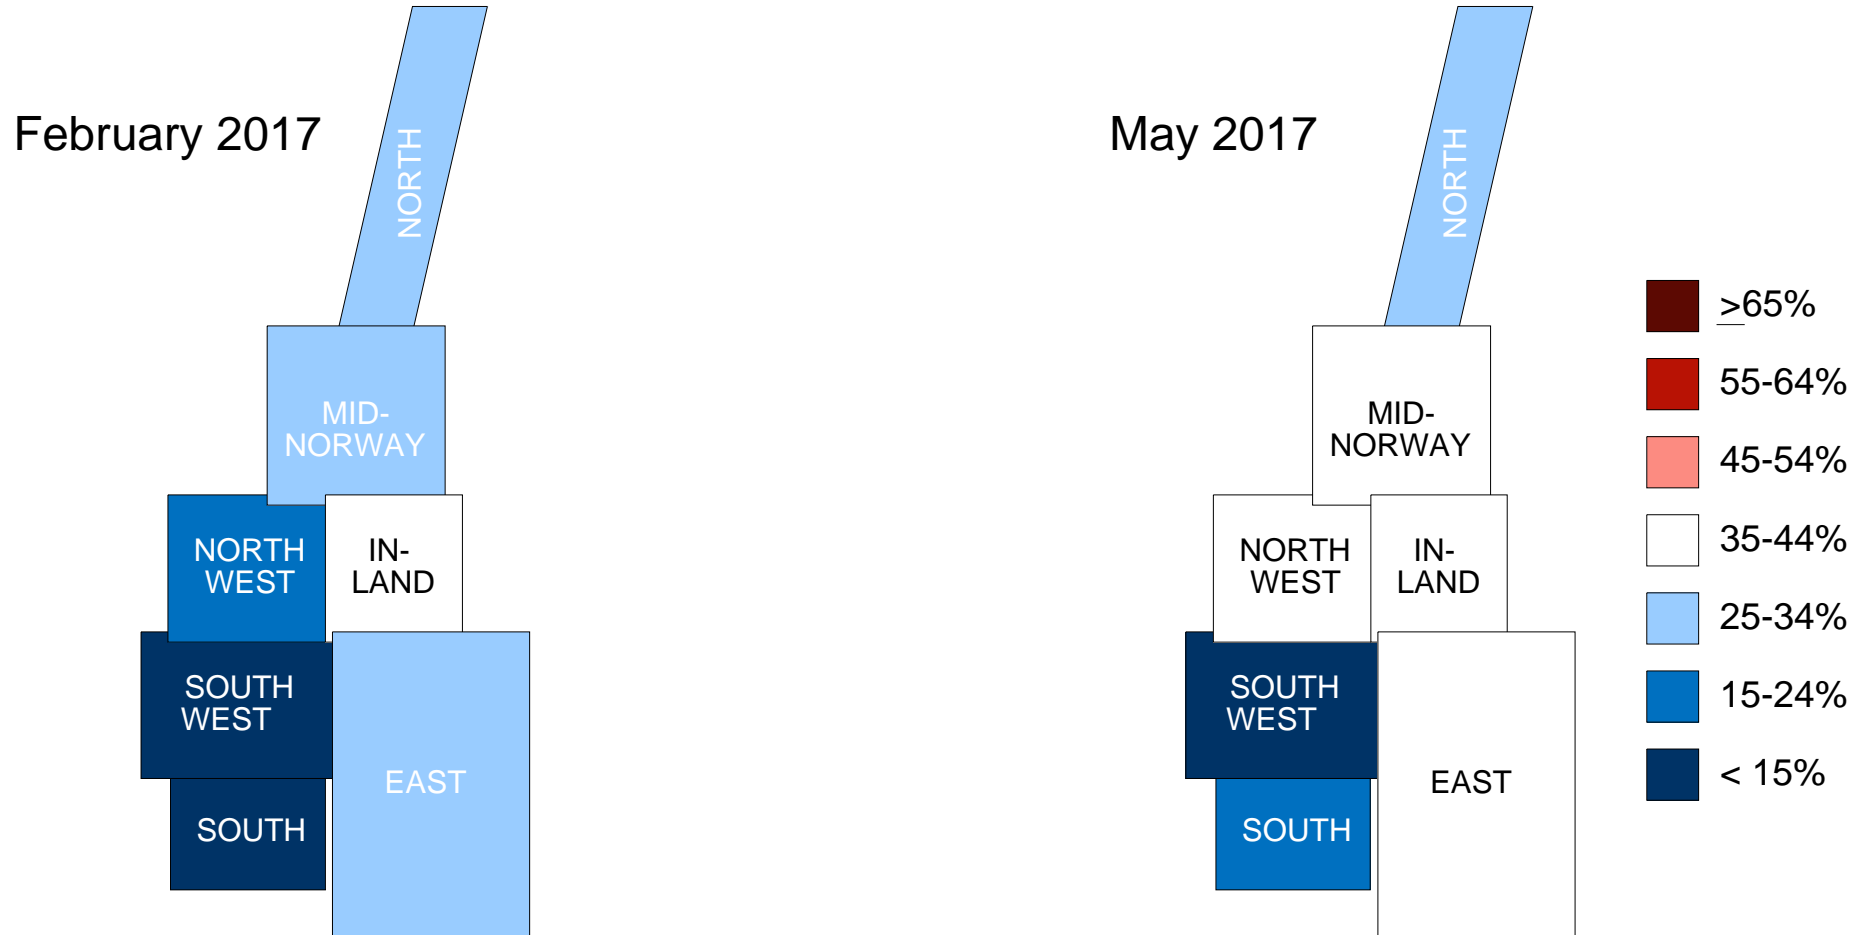 February 2017
NORTH
MID-
NORWAY
NORTH
WEST
IN-
LAND
SOUTH
WEST
EAST
SOUTH
May 2017
NORTH
MID-
NORWAY
NORTH
WEST
IN-
LAND
SOUTH
WEST
EAST
SOUTH
≥65%
55-64%
45-54%
35-44%
25-34%
15-24%
< 15%